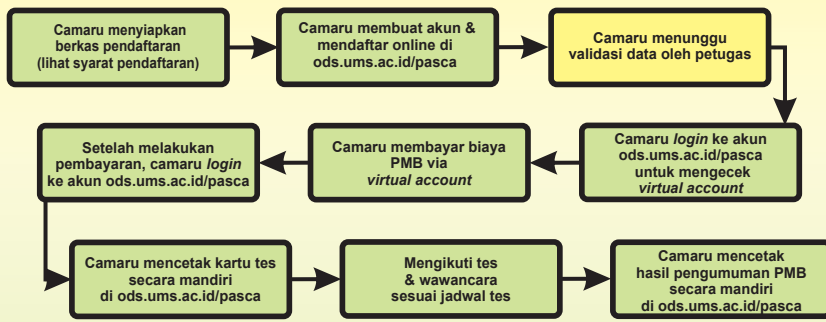 Camaru menyiapkan
berkas pendaftaran
(lihat syarat pendaftaran)
Camaru membuat akun &
mendaftar online di
ods.ums.ac.id/pasca
Camaru menunggu
validasi data oleh petugas
Camaru login ke akun
ods.ums.ac.id/pasca
untuk mengecek
virtual account
Camaru membayar biaya
PMB via
virtual account
Setelah melakukan
pembayaran, camaru login
ke akun ods.ums.ac.id/pasca
Camaru mencetak kartu tes
secara mandiri
di ods.ums.ac.id/pasca
Mengikuti tes
& wawancara
sesuai jadwal tes
Camaru mencetak
hasil pengumuman PMB
secara mandiri
di ods.ums.ac.id/pasca